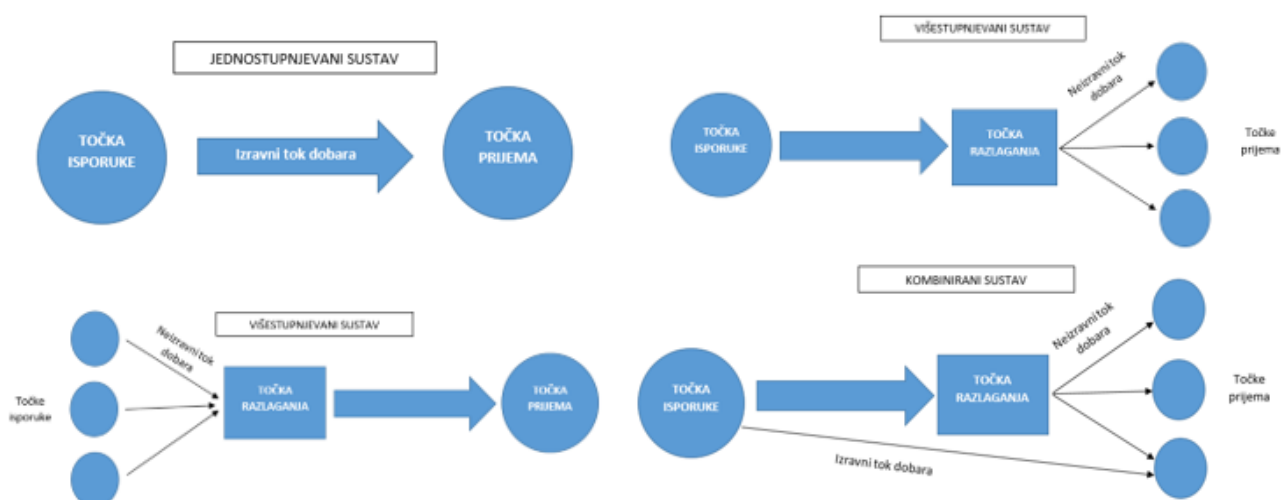 JEDNOSTUPNJEVANI SUSTAV
TOČKA
ISPORUKE
Izravni tok dobara
TOČKA
PRIJEMA
VIŠESTUPNJEVANI SUSTAV
TOČKA
ISPORUKE
TOČKA
RAZLAGANJA
Neizravni tok
dobara
Točke
prijema
VIŠESTUPNJEVANI SUSTAV
Točke
isporuke
Neizravni tok
dobara
TOČKA
RAZLAGANJA
TOČKA
PRIJEMA
KOMBINIRANI SUSTAV
TOČKA
ISPORUKE
TOČKA
RAZLAGANJA
Neizravni tok
dobara
Točke
prijema
Izravni tok dobara